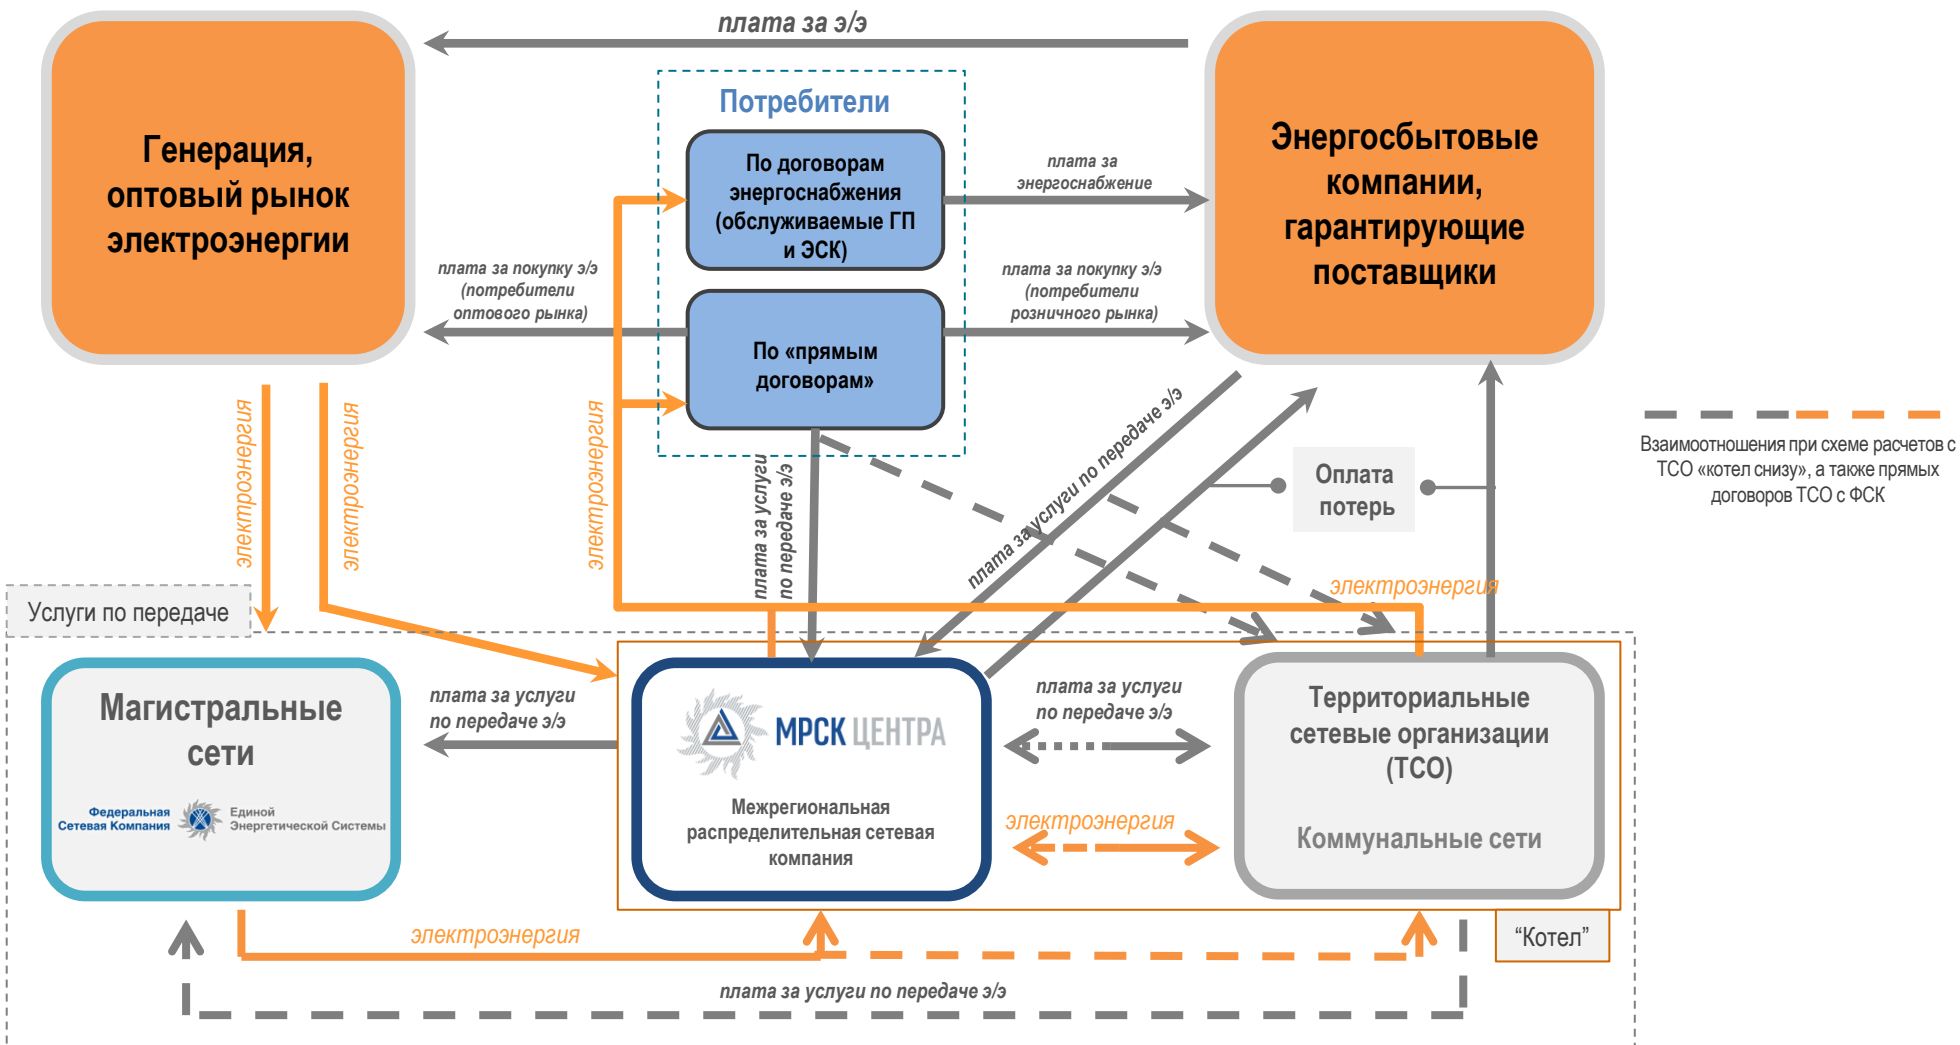 плата за э/э
Генерация,
оптовый рынок
электроэнергии
Потребители
По договорам
энергоснабжения
(обслуживаемые ГП
и ЭСК)
По «прямым
договорам»
плата за
энергоснабжение
Энергосбытовые
компании,
гарантирующие
поставщики
плата за покупку э/э
(потребители
оптового рынка)
плата за покупку э/э
(потребители
розничного рынка)
электроэнергия
электроэнергия
электроэнергия
плата за услуги
по передаче э/э
плата за услуги по передаче э/э
Оплата
потерь
Взаимоотношения при схеме расчетов с
ТСО «котел снизу», а также прямых
договоров ТСО с ФСК
электроэнергия
Услуги по передаче
Магистральные
сети
Федеральная
Сетевая Компания
Единой
Энергетической Системы
плата за услуги
по передаче э/э
МРСК ЦЕНТРА
Межрегиональная
распределительная сетевая
компания
плата за услуги
по передаче э/э
электроэнергия
Территориальные
сетевые организации
(ТСО)
Коммунальные сети
"Котел"
электроэнергия
плата за услуги по передаче э/э